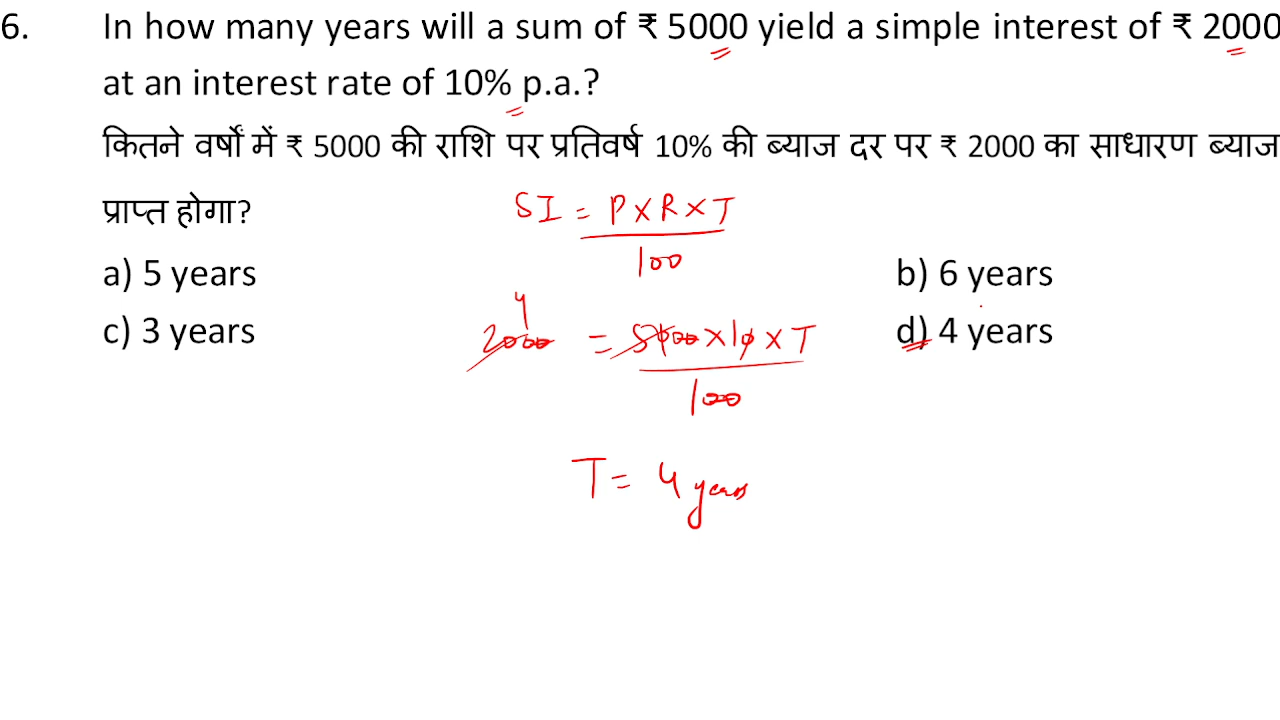 6. In how many years will a sum of ₹ 5000 yield a simple interest of ₹ 2000
at an interest rate of 10% p.a.?
कितने वर्षों में ₹ 5000 की राशि पर प्रतिवर्ष 10% की ब्याज दर पर ₹ 2000 का साधारण ब्याज
प्राप्त होगा?
SI = P × R × T
100
a) 5 years b) 6 years
4
c) 3 years 2000 = 5000 × 10 × T d) 4 years
100
T = 4 years